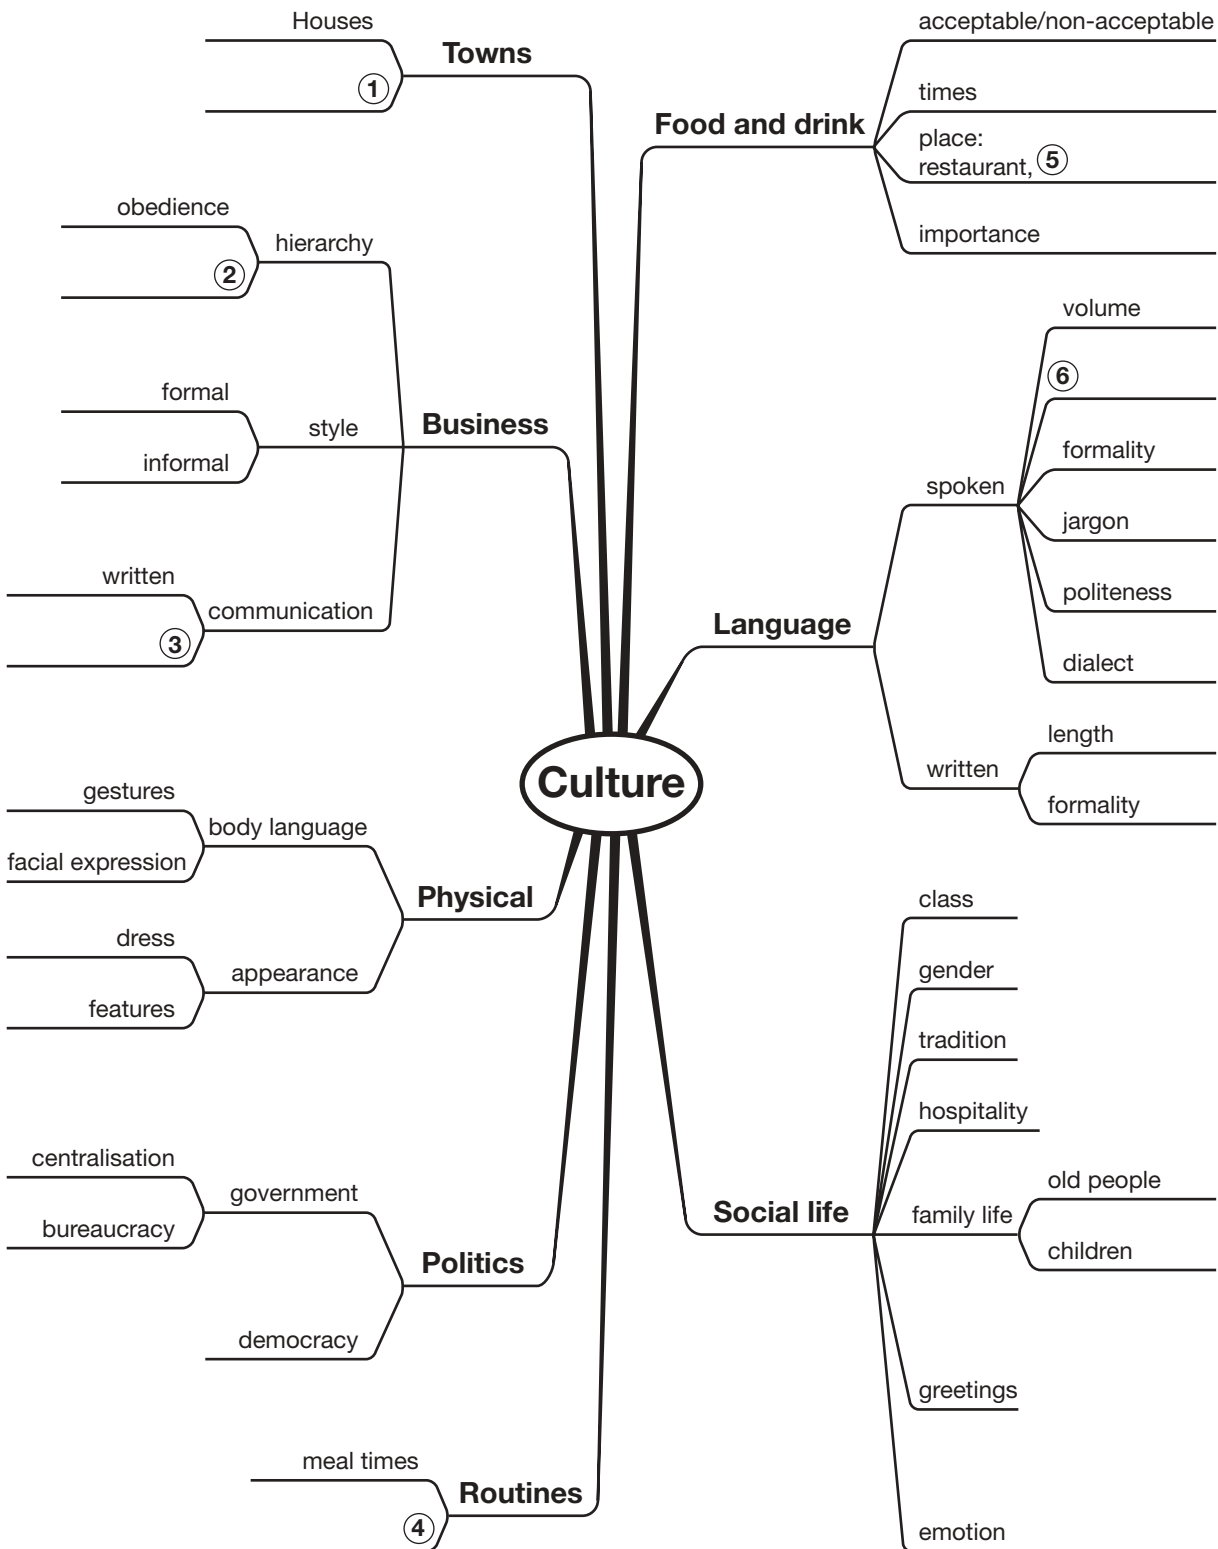 Culture
Towns
Houses
1
Business
hierarchy
obedience
2
style
formal
informal
communication
written
3
Physical
body language
gestures
facial expression
appearance
dress
features
Politics
government
centralisation
bureaucracy
democracy
Routines
meal times
4
Food and drink
acceptable/non-acceptable
times
place:
restaurant, 5
importance
Language
spoken
volume
6
formality
jargon
politeness
dialect
written
length
formality
Social life
class
gender
tradition
hospitality
family life
old people
children
greetings
emotion